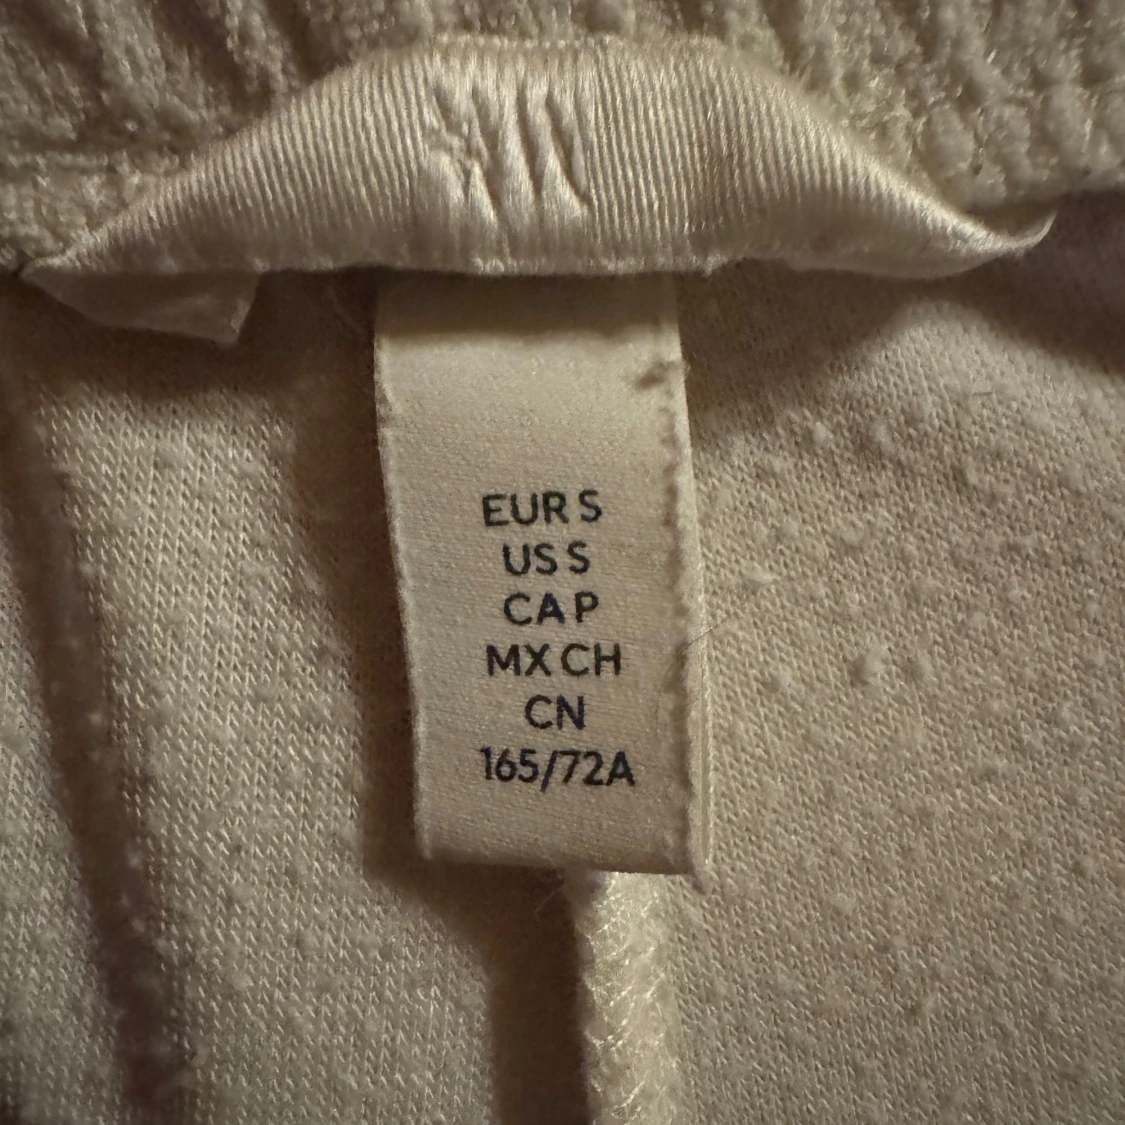 EUR S
US S
CA P
MX CH
CN
165/72A